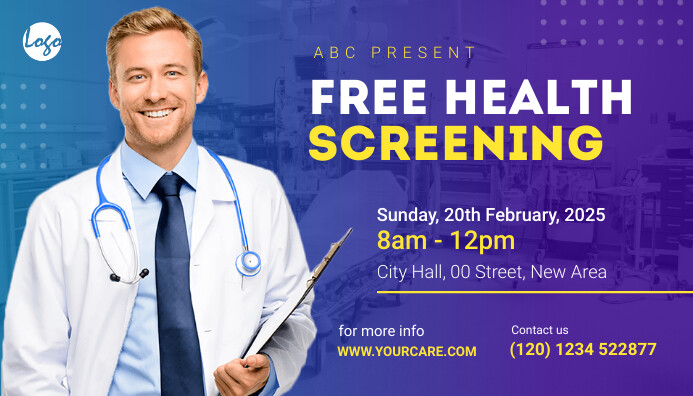 Logo
ABC PRESENT
FREE HEALTH
SCREENING
Sunday, 20th February, 2025
8am - 12pm
City Hall, 00 Street, New Area
for more info
WWW.YOURCARE.COM
Contact us
(120) 1234 522877